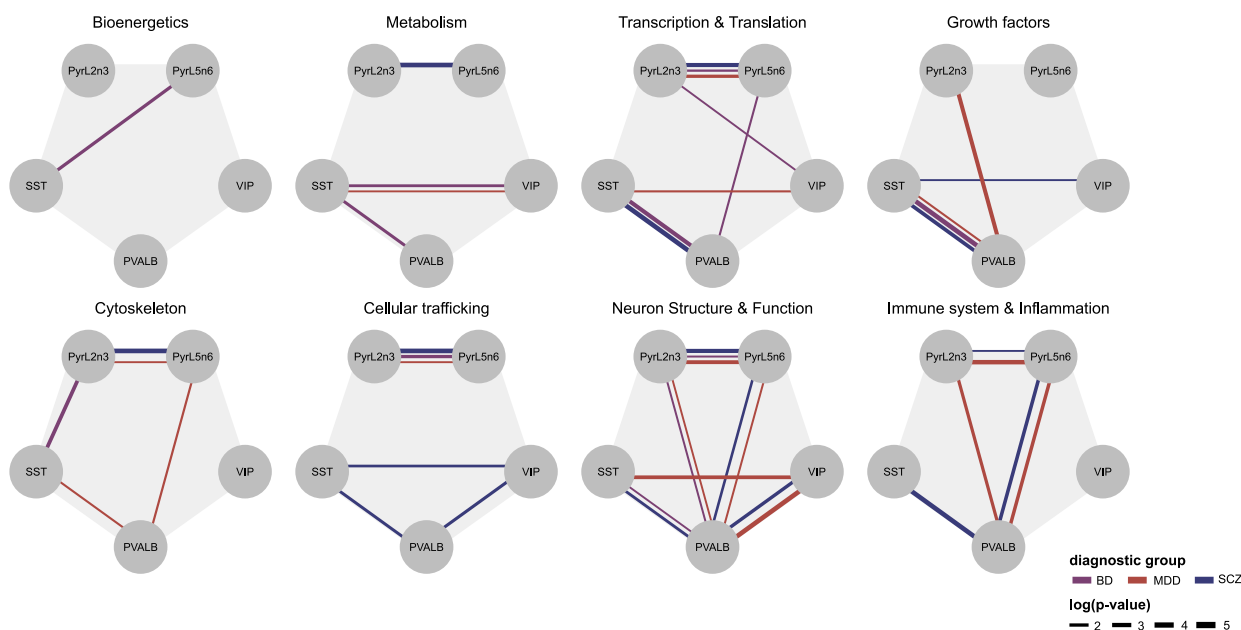 Bioenergetics
Metabolism
Transcription & Translation
Growth factors
PyrL2n3 PyrL5n6 SST VIP PVALB
PyrL2n3 PyrL5n6 SST VIP PVALB
PyrL2n3 PyrL5n6 SST VIP PVALB
PyrL2n3 PyrL5n6 SST VIP PVALB
Cytoskeleton
Cellular trafficking
Neuron Structure & Function
Immune system & Inflammation
PyrL2n3 PyrL5n6 SST VIP PVALB
PyrL2n3 PyrL5n6 SST VIP PVALB
PyrL2n3 PyrL5n6 SST VIP PVALB
PyrL2n3 PyrL5n6 SST VIP PVALB
diagnostic group
BD MDD SCZ
log(p-value)
2 3 4 5